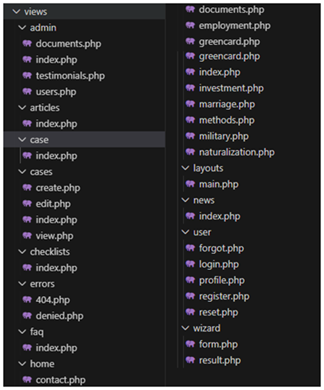 views
admin
documents.php
index.php
testimonials.php
users.php
articles
index.php
case
index.php
cases
create.php
edit.php
index.php
view.php
checklists
index.php
errors
404.php
denied.php
faq
index.php
home
contact.php
documents.php
employment.php
greencard.php
greencard.php
index.php
investment.php
marriage.php
methods.php
military.php
naturalization.php
layouts
main.php
news
index.php
user
forgot.php
login.php
profile.php
register.php
reset.php
wizard
form.php
result.php